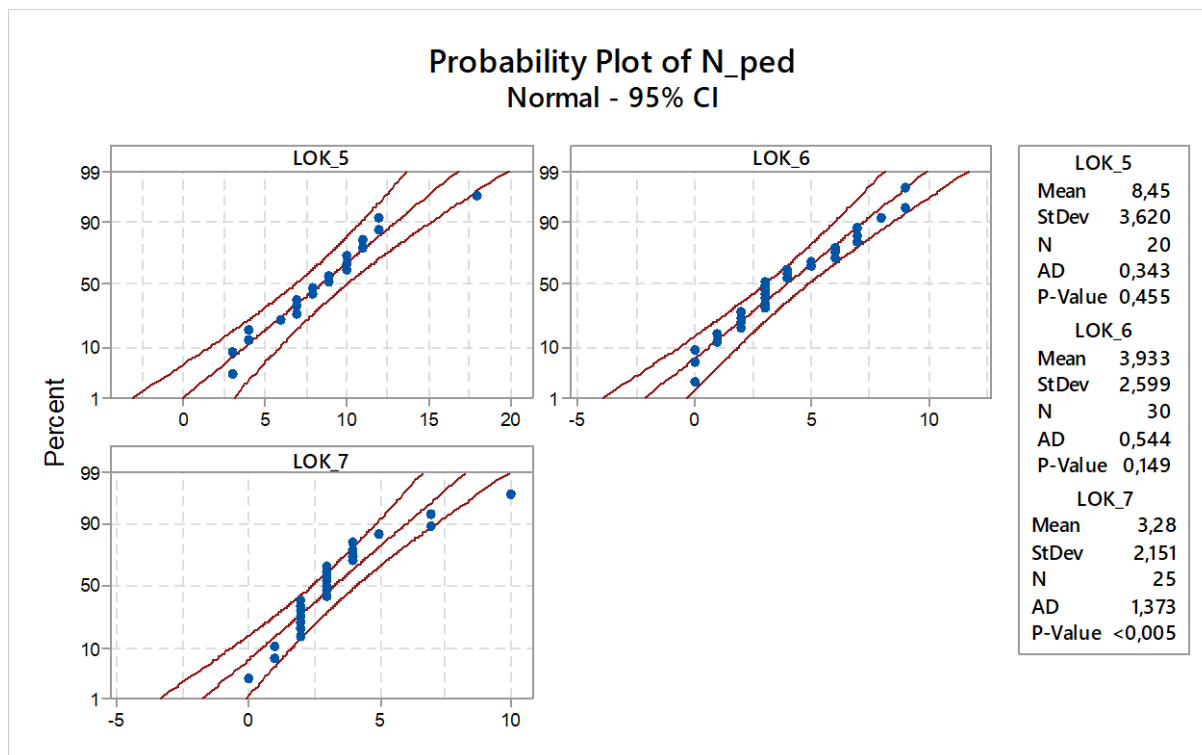 Probability Plot of N_ped
Normal - 95% CI
LOK_5
LOK_6
99
90
50
10
1
0
5
10
15
20
99
90
50
10
1
-5
0
5
10
LOK_7
99
90
50
10
1
-5
0
5
10
Percent
LOK_5
Mean 8,45
StDev 3,620
N 20
AD 0,343
P-Value 0,455
LOK_6
Mean 3,933
StDev 2,599
N 30
AD 0,544
P-Value 0,149
LOK_7
Mean 3,28
StDev 2,151
N 25
AD 1,373
P-Value <0,005